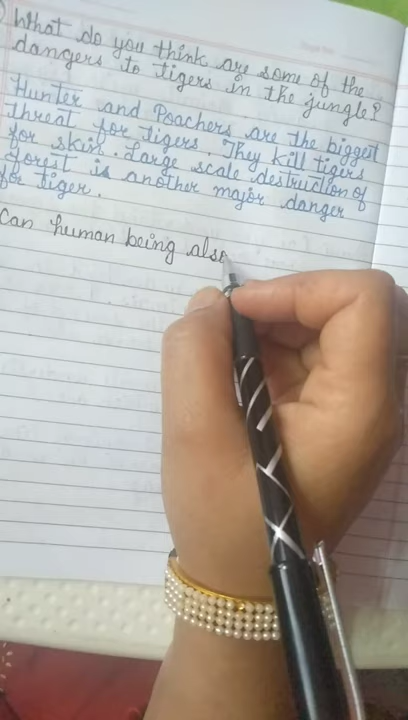 What do you think are some of the
dangers to tigers in the jungle?
Hunter and Poachers are the biggest
threat for tigers. They kill tigers
for skin. Large scale destruction of
forest is another major danger
for tiger.
Can human being also